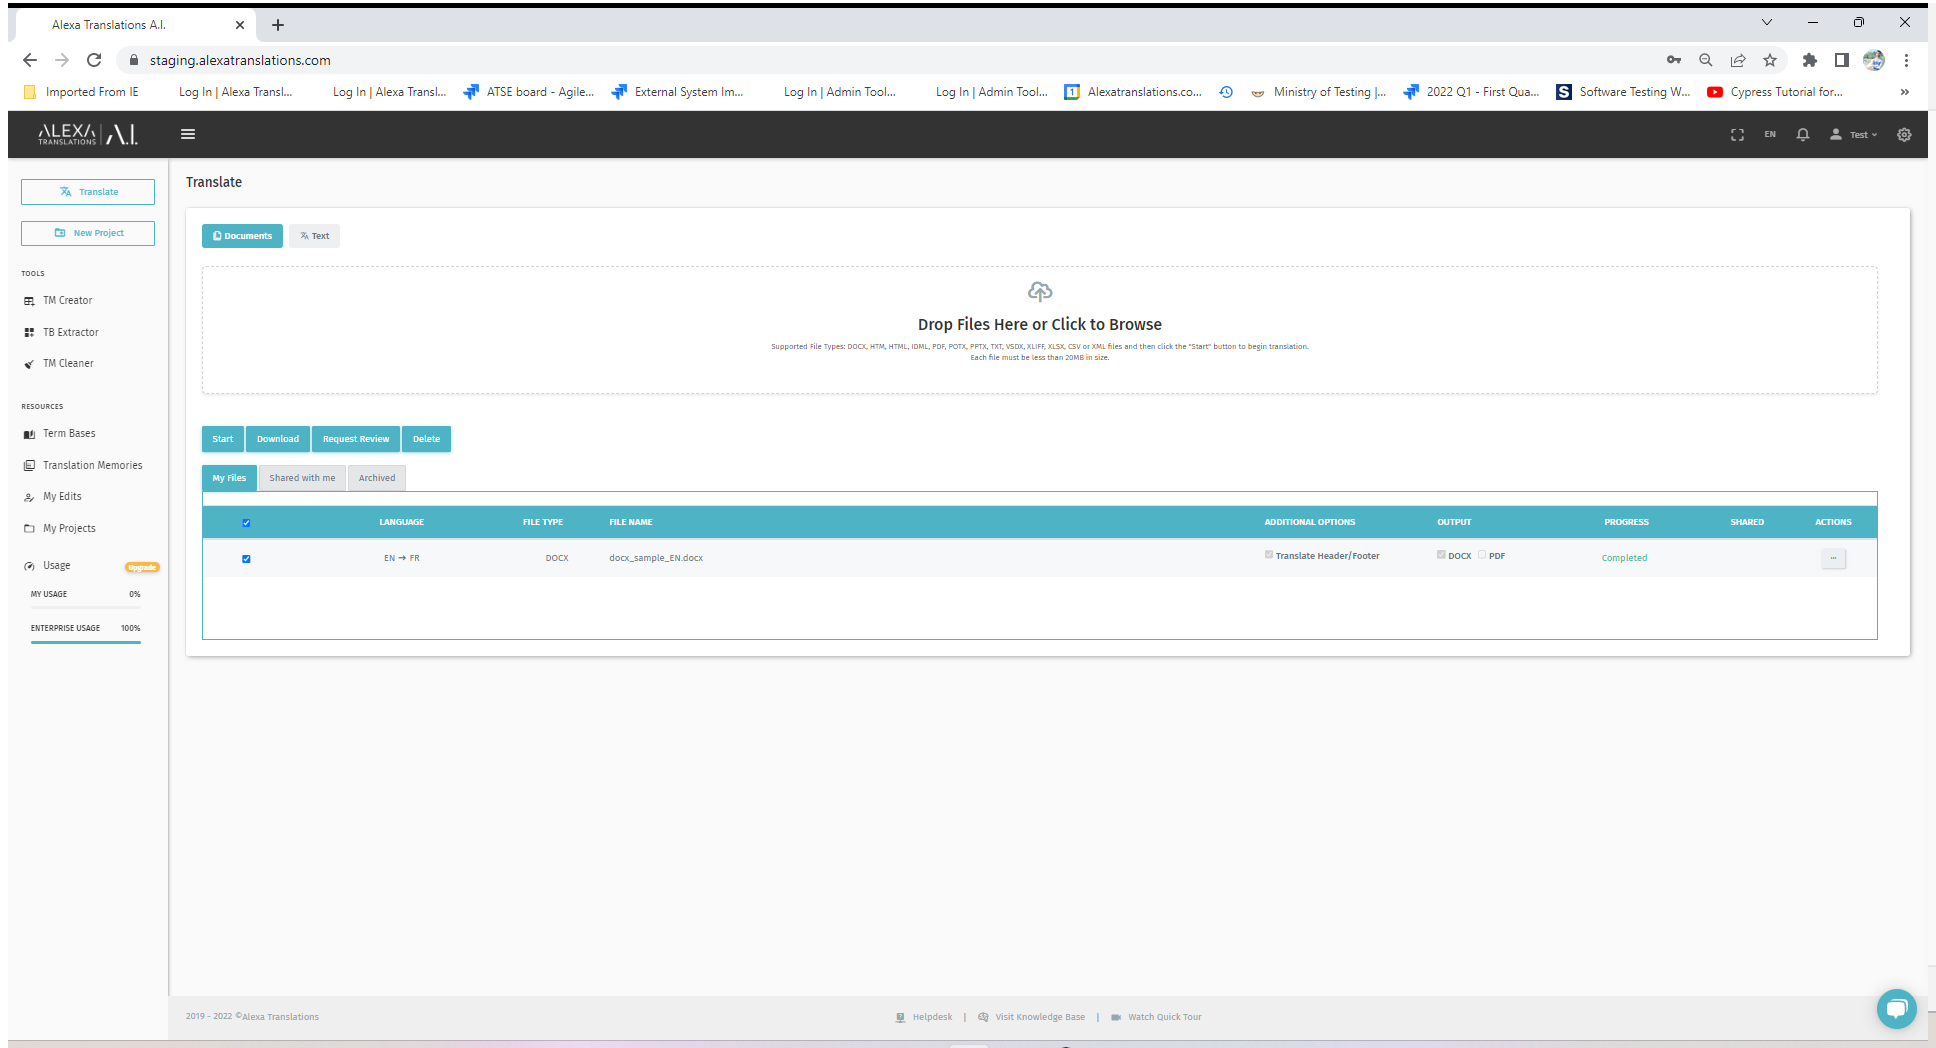 Alexa Translations A.I.
staging.alexatranslations.com
Imported From IE Log In | Alexa Transl... Log In | Alexa Transl... ATSE board - Agile... External System Im... Log In | Admin Tool... Log In | Admin Tool... 1 Alexatranslations.co... Ministry of Testing |... 2022 Q1 - First Qua... S Software Testing W... Cypress Tutorial for... »
ALEXA TRANSLATIONS A.I. EN Test
Translate
New Project
TOOLS
TM Creator
TB Extractor
TM Cleaner
RESOURCES
Term Bases
Translation Memories
My Edits
My Projects
Usage Upgrade
MY USAGE 0%
ENTERPRISE USAGE 100%
Translate
Documents Text
Drop Files Here or Click to Browse
Supported File Types: DOCX, HTM, HTML, IDML, PDF, POTX, PPTX, TXT, VSDX, XLIFF, XLSX, CSV or XML files and then click the "Start" button to begin translation.
Each file must be less than 20MB in size.
Start Download Request Review Delete
My Files Shared with me Archived
LANGUAGE FILE TYPE FILE NAME ADDITIONAL OPTIONS OUTPUT PROGRESS SHARED ACTIONS
EN → FR DOCX docx_sample_EN.docx Translate Header/Footer DOCX PDF Completed ...
2019 - 2022 ©Alexa Translations Helpdesk | Visit Knowledge Base | Watch Quick Tour